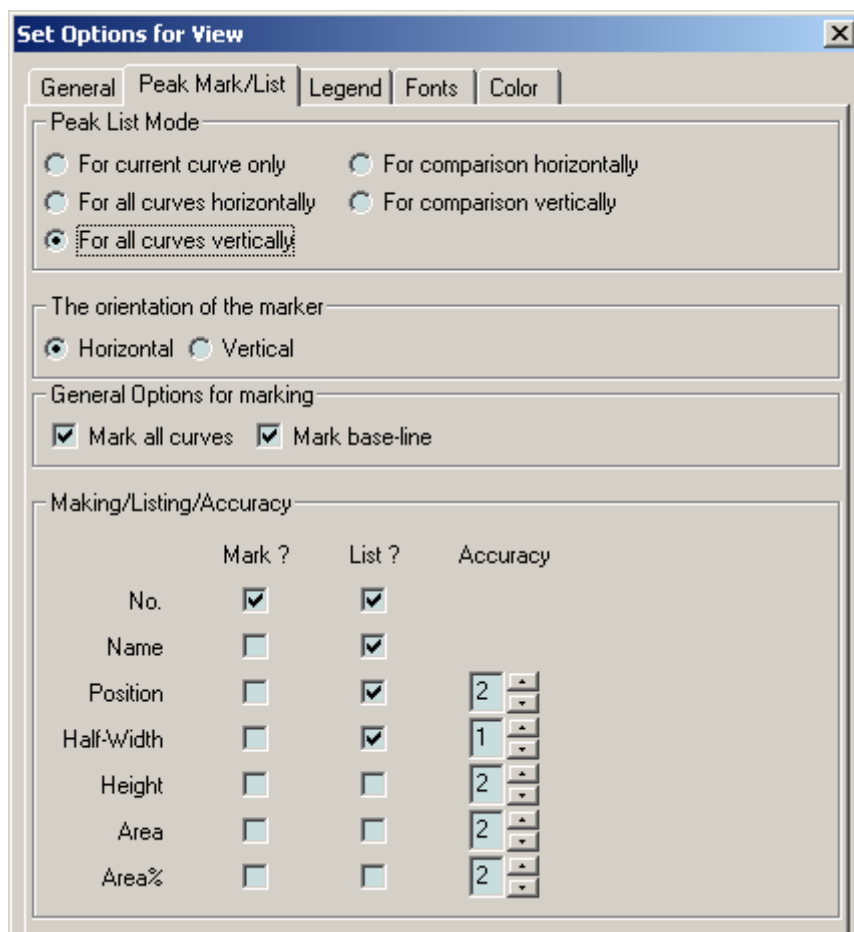 Set Options for View
General Peak Mark/List Legend Fonts Color
Peak List Mode
For current curve only For comparison horizontally
For all curves horizontally For comparison vertically
For all curves vertically
The orientation of the marker
Horizontal Vertical
General Options for marking
Mark all curves Mark base-line
Making/Listing/Accuracy
Mark ? List ? Accuracy
No.
Name
Position 2
Half-Width 1
Height 2
Area 2
Area% 2